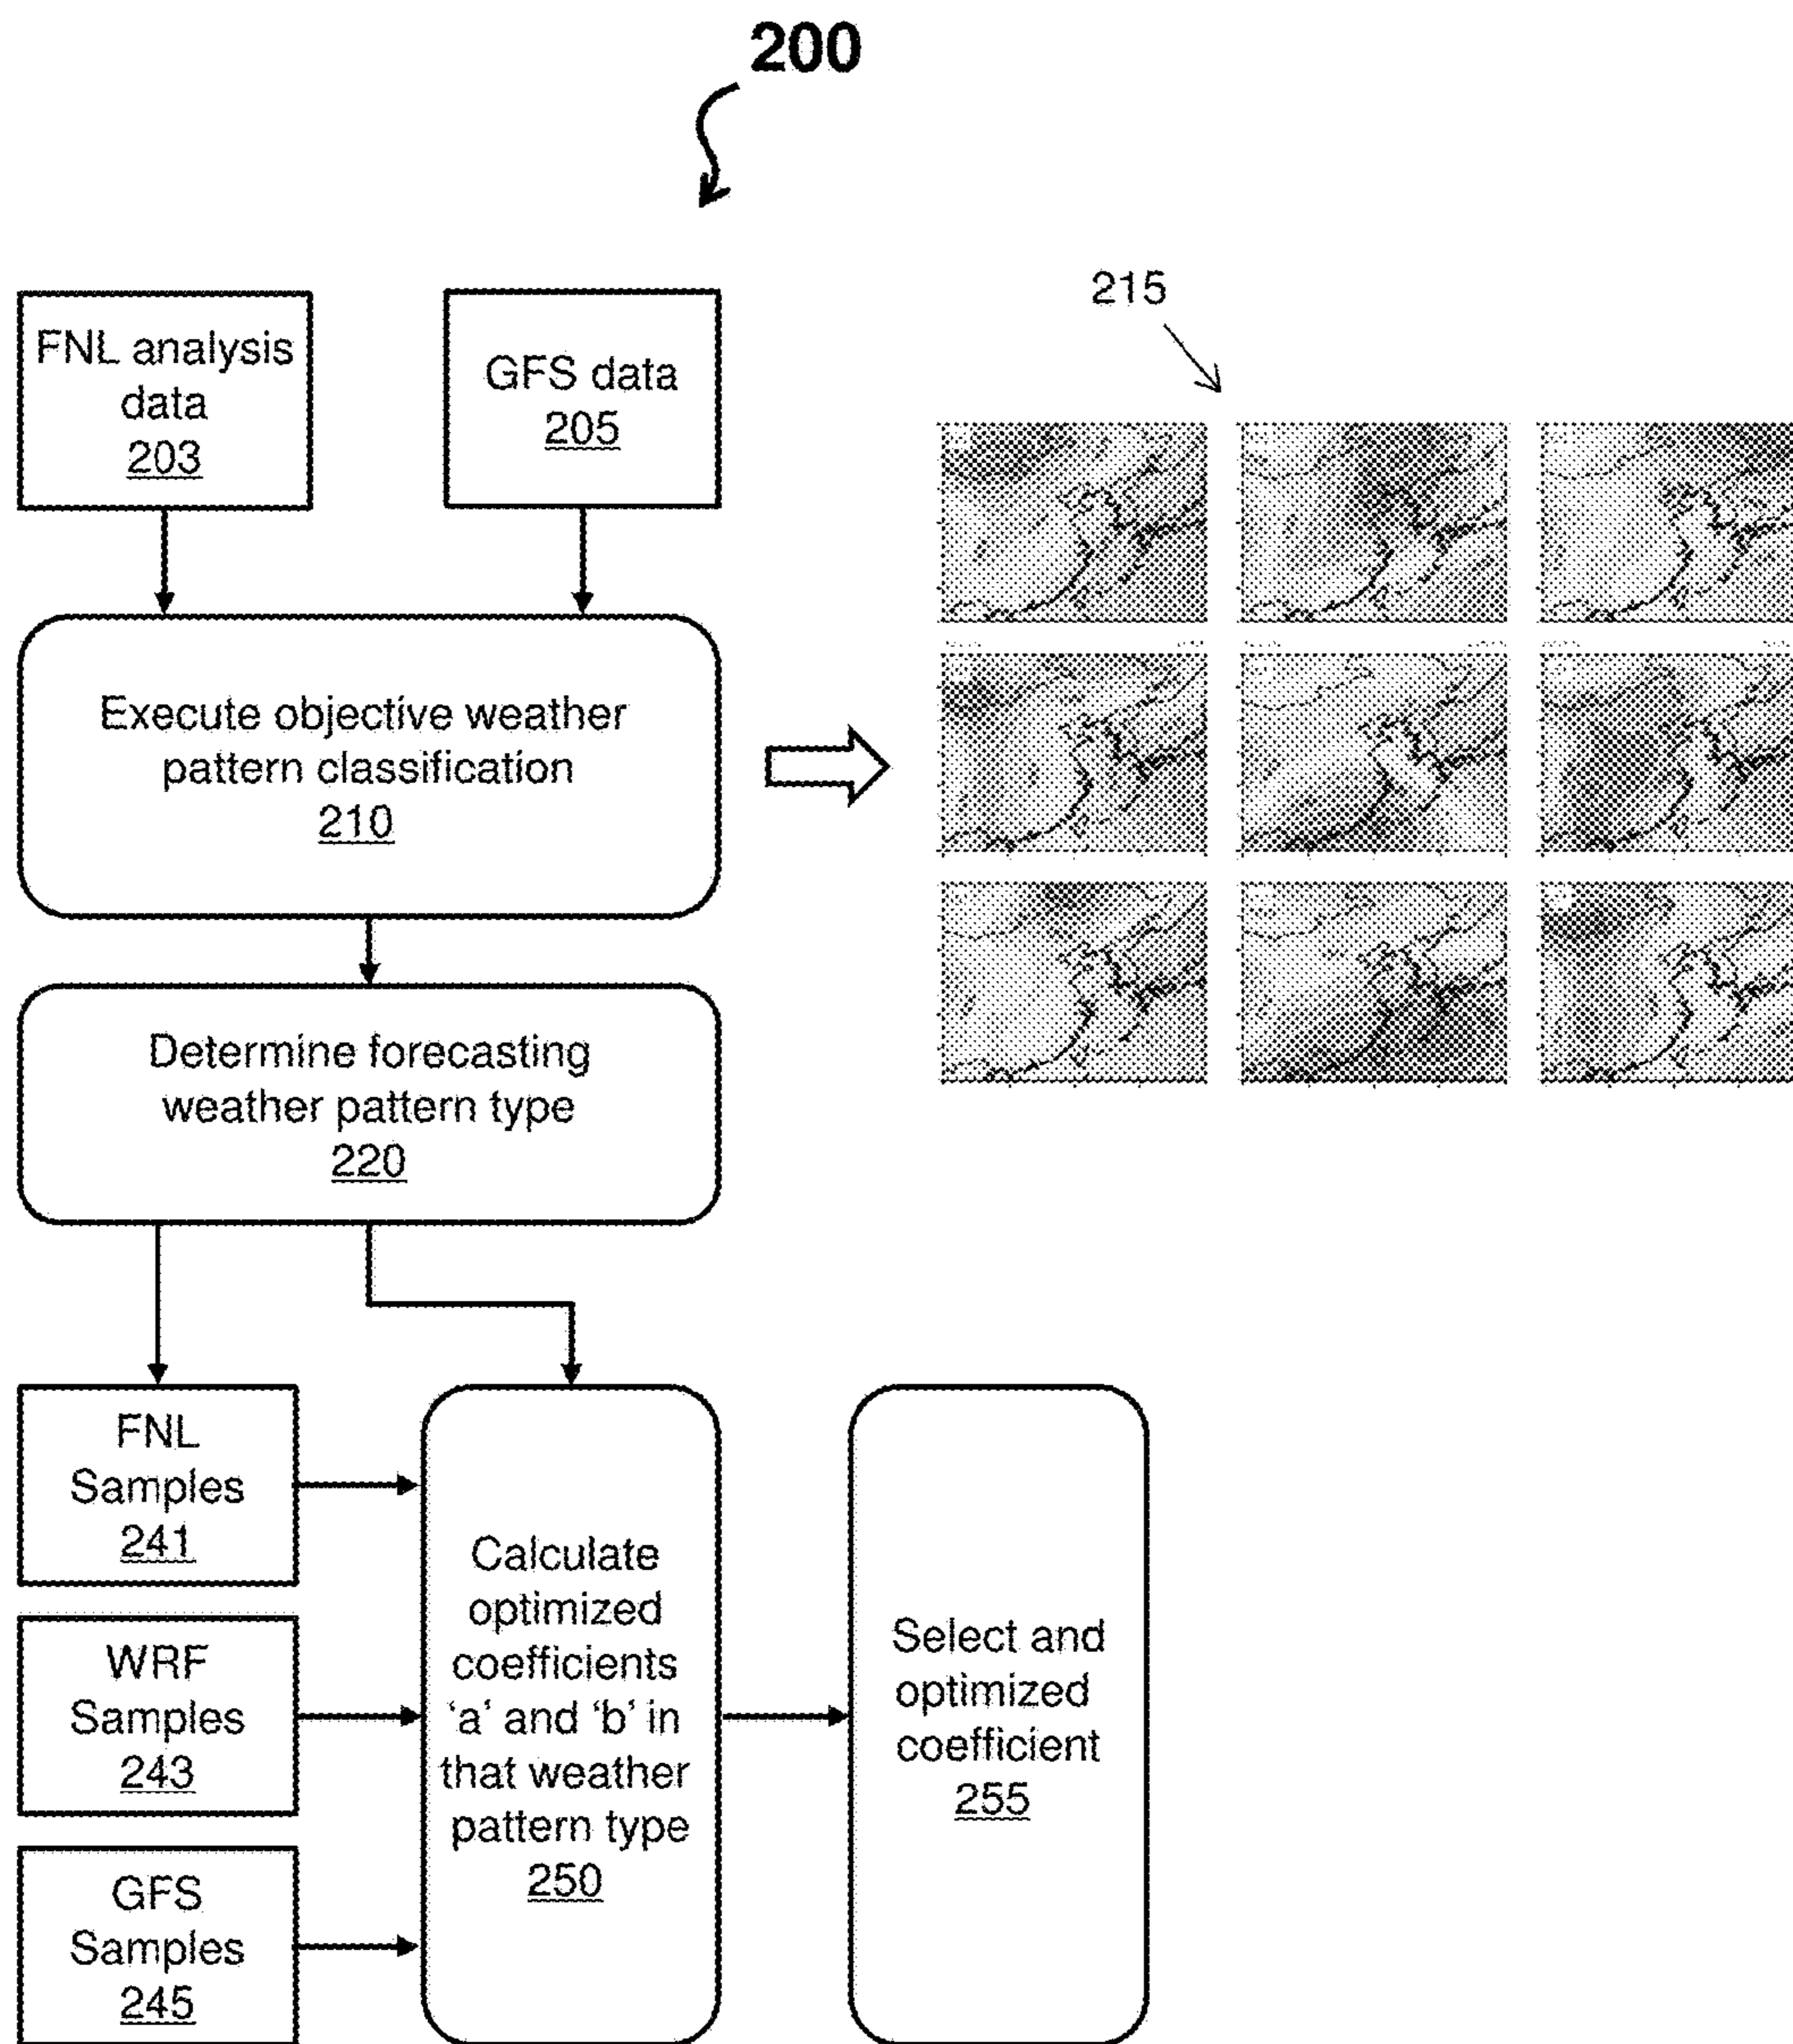 200
FNL analysis
data
203
GFS data
205
215
Execute objective weather
pattern classification
210
Determine forecasting
weather pattern type
220
FNL
Samples
241
WRF
Samples
243
GFS
Samples
245
Calculate
optimized
coefficients
‘a’ and ‘b’ in
that weather
pattern type
250
Select and
optimized
coefficient
255